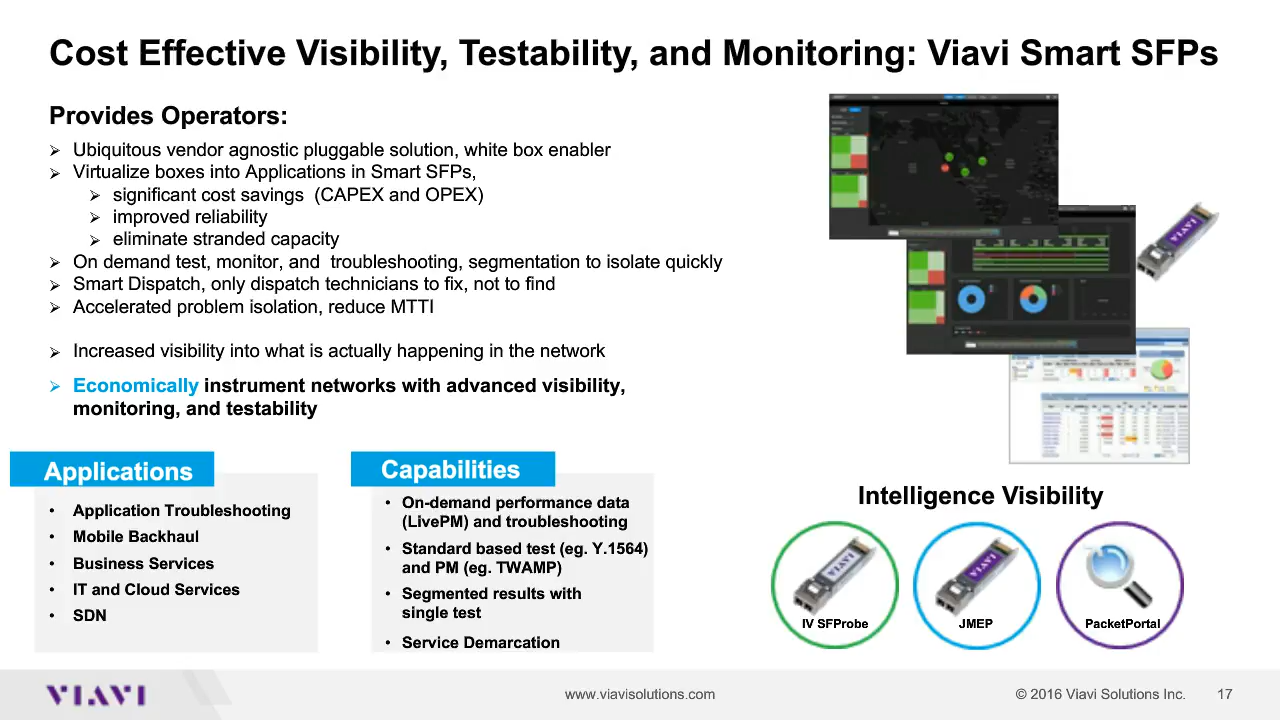 Cost Effective Visibility, Testability, and Monitoring: Viavi Smart SFPs
Provides Operators:
Ubiquitous vendor agnostic pluggable solution, white box enabler
Virtualize boxes into Applications in Smart SFPs,
significant cost savings (CAPEX and OPEX)
improved reliability
eliminate stranded capacity
On demand test, monitor, and troubleshooting, segmentation to isolate quickly
Smart Dispatch, only dispatch technicians to fix, not to find
Accelerated problem isolation, reduce MTTI
Increased visibility into what is actually happening in the network
Economically instrument networks with advanced visibility,
monitoring, and testability
Applications
• Application Troubleshooting
• Mobile Backhaul
• Business Services
• IT and Cloud Services
• SDN
Capabilities
• On-demand performance data
(LivePM) and troubleshooting
• Standard based test (eg. Y.1564)
and PM (eg. TWAMP)
• Segmented results with
single test
• Service Demarcation
VIAVI
Intelligence Visibility
VIAVI
IV SFProbe
VIAVI
JMEP
PacketPortal
VIAVI
www.viavisolutions.com
© 2016 Viavi Solutions Inc.
17